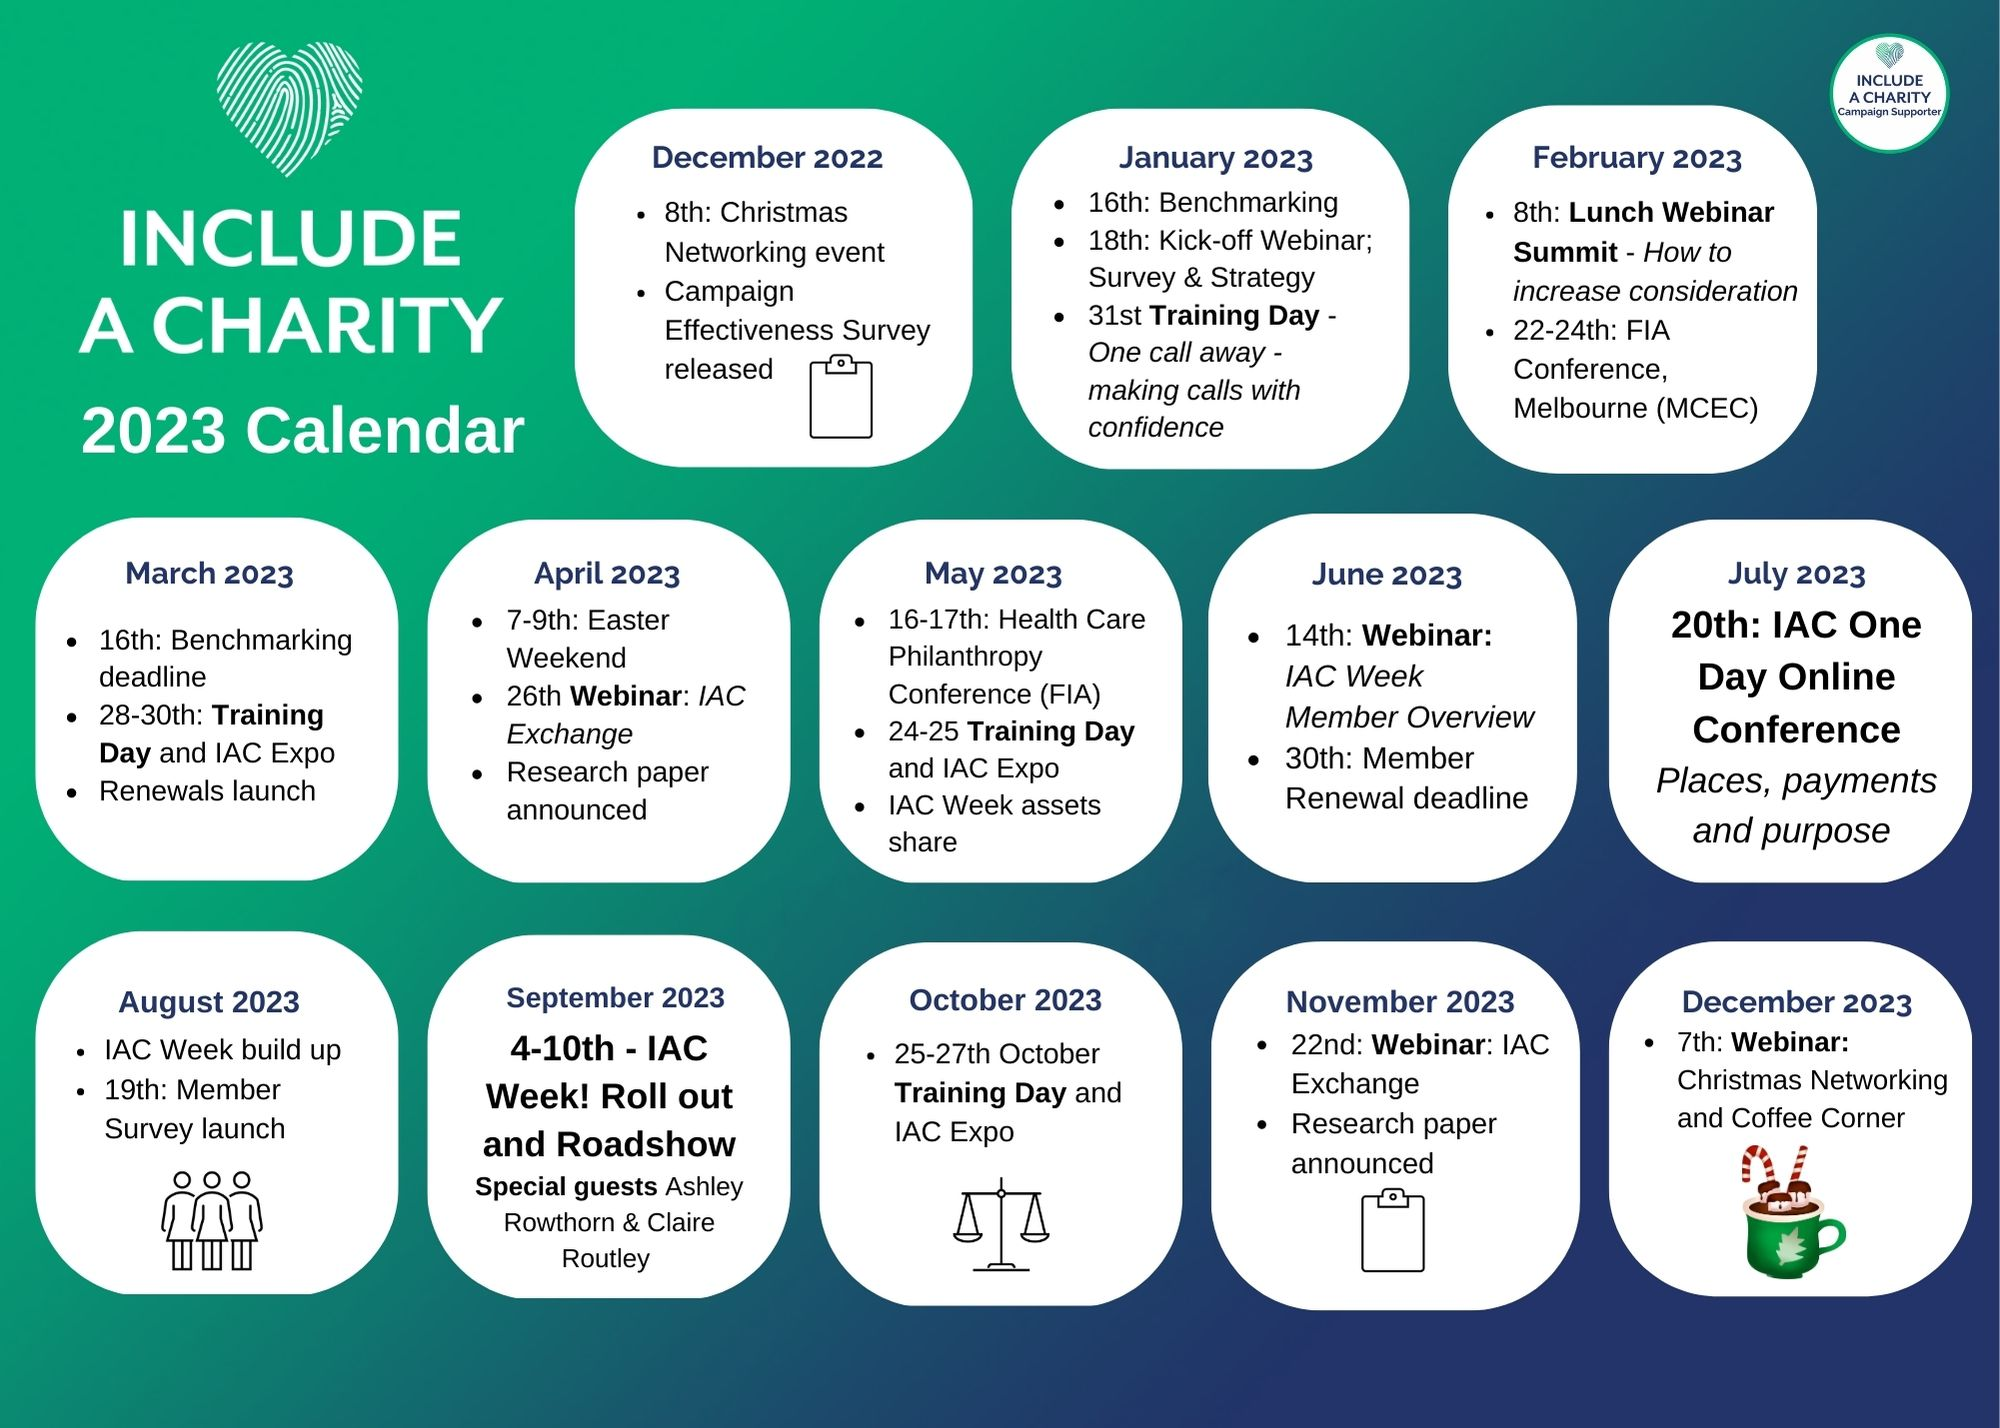 INCLUDE
A CHARITY
2023 Calendar
INCLUDE
A CHARITY
Campaign Supporter
December 2022
• 8th: Christmas
Networking event
• Campaign
Effectiveness Survey
released
January 2023
• 16th: Benchmarking
• 18th: Kick-off Webinar;
Survey & Strategy
• 31st Training Day -
One call away -
making calls with
confidence
February 2023
• 8th: Lunch Webinar
Summit - How to
increase consideration
• 22-24th: FIA
Conference,
Melbourne (MCEC)
March 2023
• 16th: Benchmarking
deadline
• 28-30th: Training
Day and IAC Expo
• Renewals launch
April 2023
• 7-9th: Easter
Weekend
• 26th Webinar: IAC
Exchange
• Research paper
announced
May 2023
• 16-17th: Health Care
Philanthropy
Conference (FIA)
• 24-25 Training Day
and IAC Expo
• IAC Week assets
share
June 2023
• 14th: Webinar:
IAC Week
Member Overview
• 30th: Member
Renewal deadline
July 2023
20th: IAC One
Day Online
Conference
Places, payments
and purpose
August 2023
• IAC Week build up
• 19th: Member
Survey launch
September 2023
4-10th - IAC
Week! Roll out
and Roadshow
Special guests Ashley
Rowthorn & Claire
Routley
October 2023
• 25-27th October
Training Day and
IAC Expo
November 2023
• 22nd: Webinar: IAC
Exchange
• Research paper
announced
December 2023
• 7th: Webinar:
Christmas Networking
and Coffee Corner